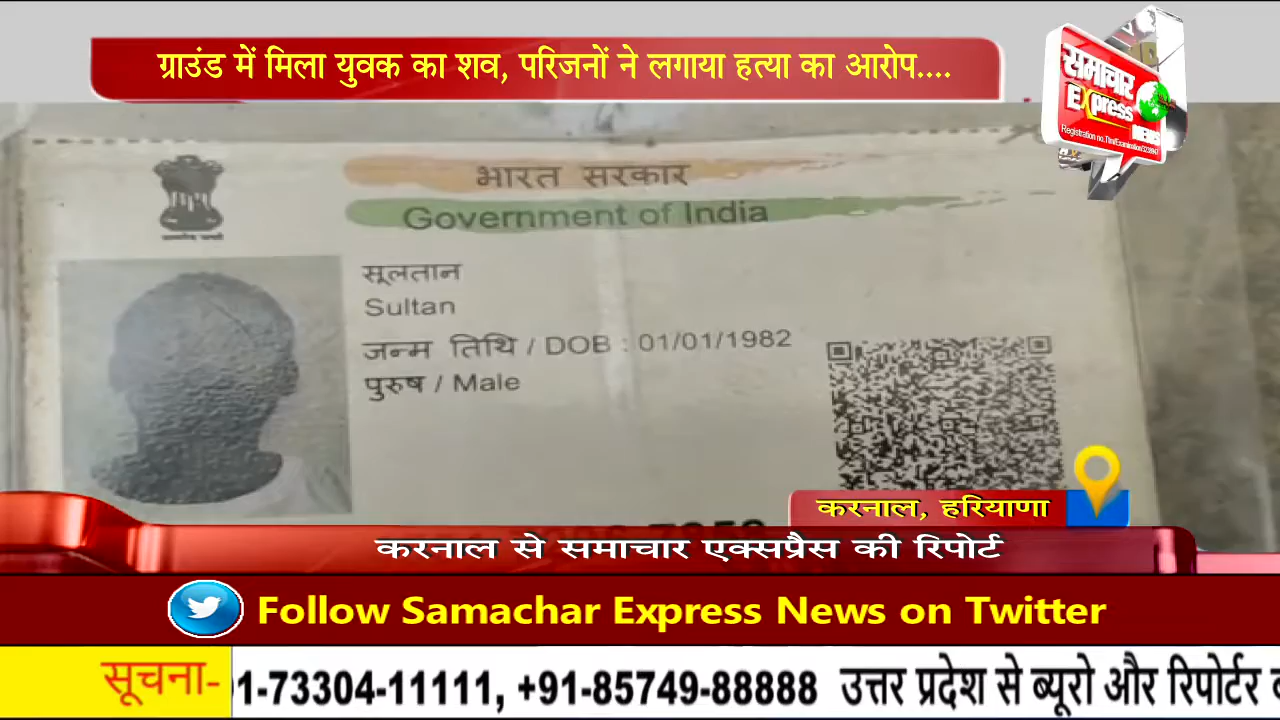 ग्राउंड में मिला युवक का शव, परिजनों ने लगाया हत्या का आरोप....
समाचार
Express
NEWS
भारत सरकार
Government of India
सूलतान
Sultan
जन्म तिथि / DOB : 01/01/1982
पुरुष / Male
करनाल, हरियाणा
करनाल से समाचार एक्सप्रैस की रिपोर्ट
Follow Samachar Express News on Twitter
सूचना-
1-73304-11111, +91-85749-88888 उत्तर प्रदेश से ब्यूरो और रिपोर्टर